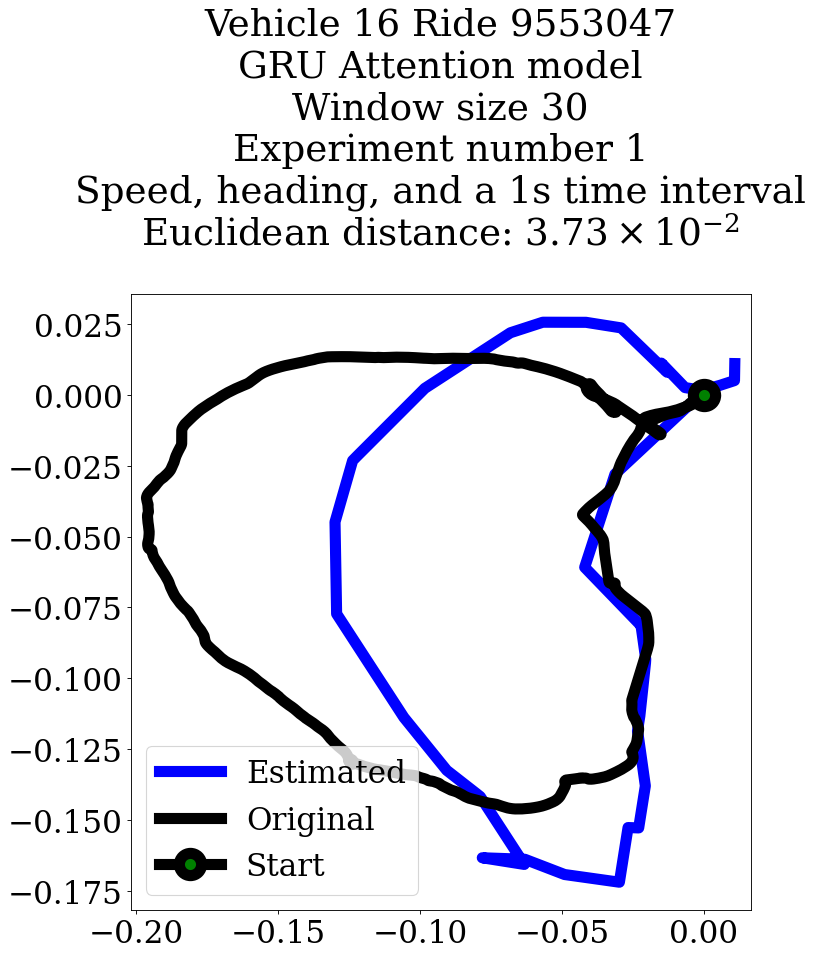 Vehicle 16 Ride 9553047
GRU Attention model
Window size 30
Experiment number 1
Speed, heading, and a 1s time interval
Euclidean distance: 3.73 × 10⁻²
0.025
0.000
−0.025
−0.050
−0.075
−0.100
−0.125
−0.150
−0.175
Estimated
Original
Start
−0.20 −0.15 −0.10 −0.05 0.00